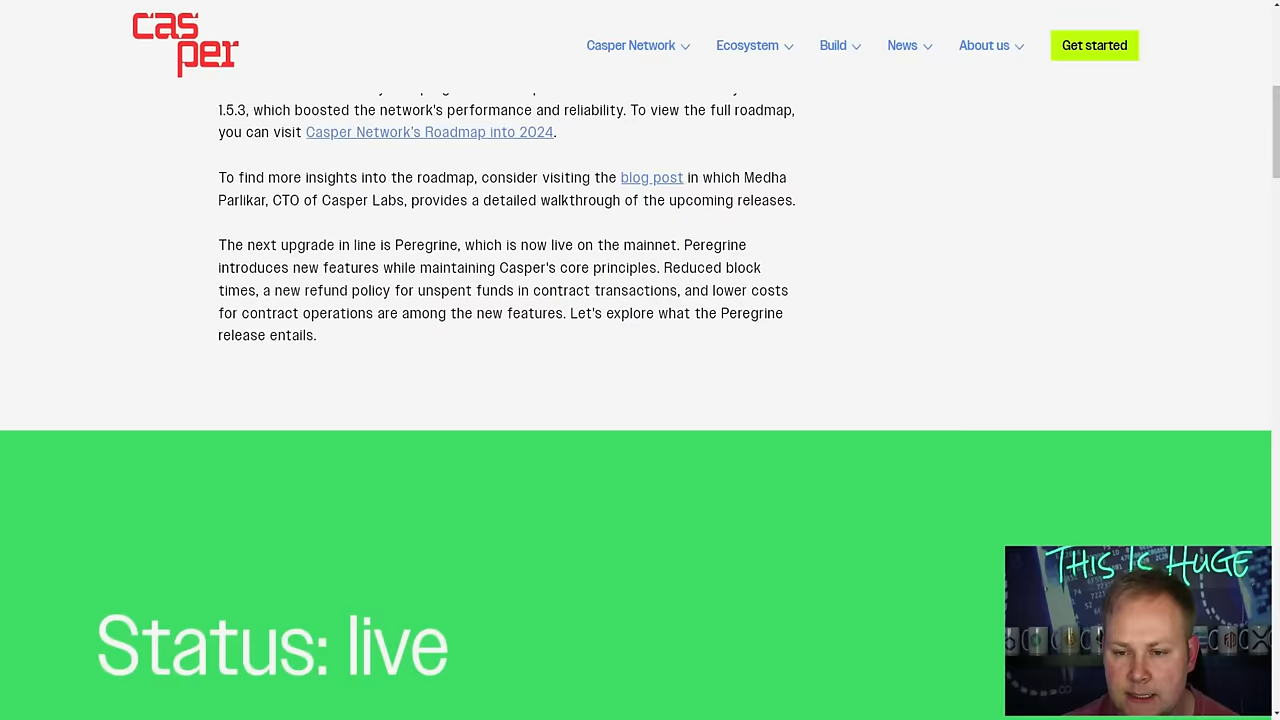 cas
per
Casper Network
Ecosystem
Build
News
About us
Get started
1.5.3, which boosted the network's performance and reliability. To view the full roadmap,
you can visit Casper Network's Roadmap into 2024.
To find more insights into the roadmap, consider visiting the blog post in which Medha
Parlikar, CTO of Casper Labs, provides a detailed walkthrough of the upcoming releases.
The next upgrade in line is Peregrine, which is now live on the mainnet. Peregrine
introduces new features while maintaining Casper's core principles. Reduced block
times, a new refund policy for unspent funds in contract transactions, and lower costs
for contract operations are among the new features. Let's explore what the Peregrine
release entails.
Status: live
THIS IS HUGE